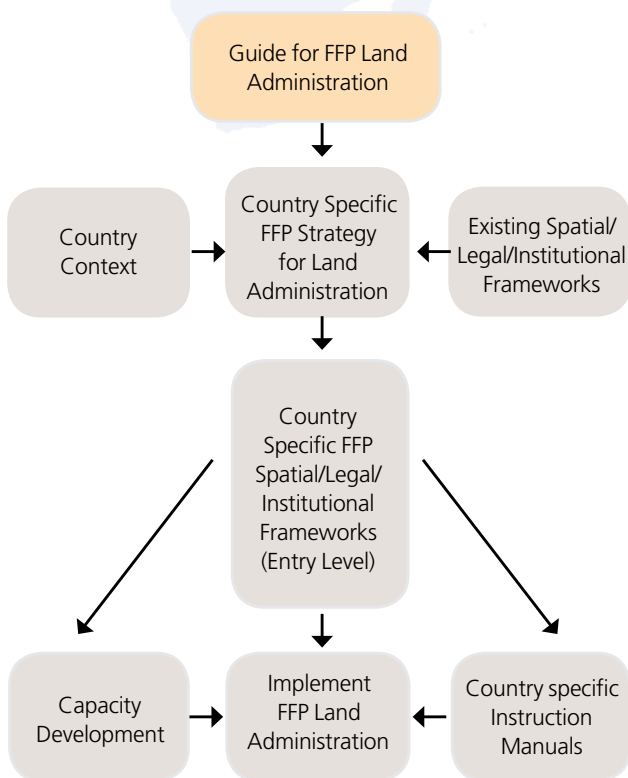 Guide for FFP Land
Administration
Country
Context
Country Specific
FFP Strategy
for Land
Administration
Existing Spatial/
Legal/Institutional
Frameworks
Country
Specific FFP
Spatial/Legal/
Institutional
Frameworks
(Entry Level)
Capacity
Development
Implement
FFP Land
Administration
Country specific
Instruction
Manuals